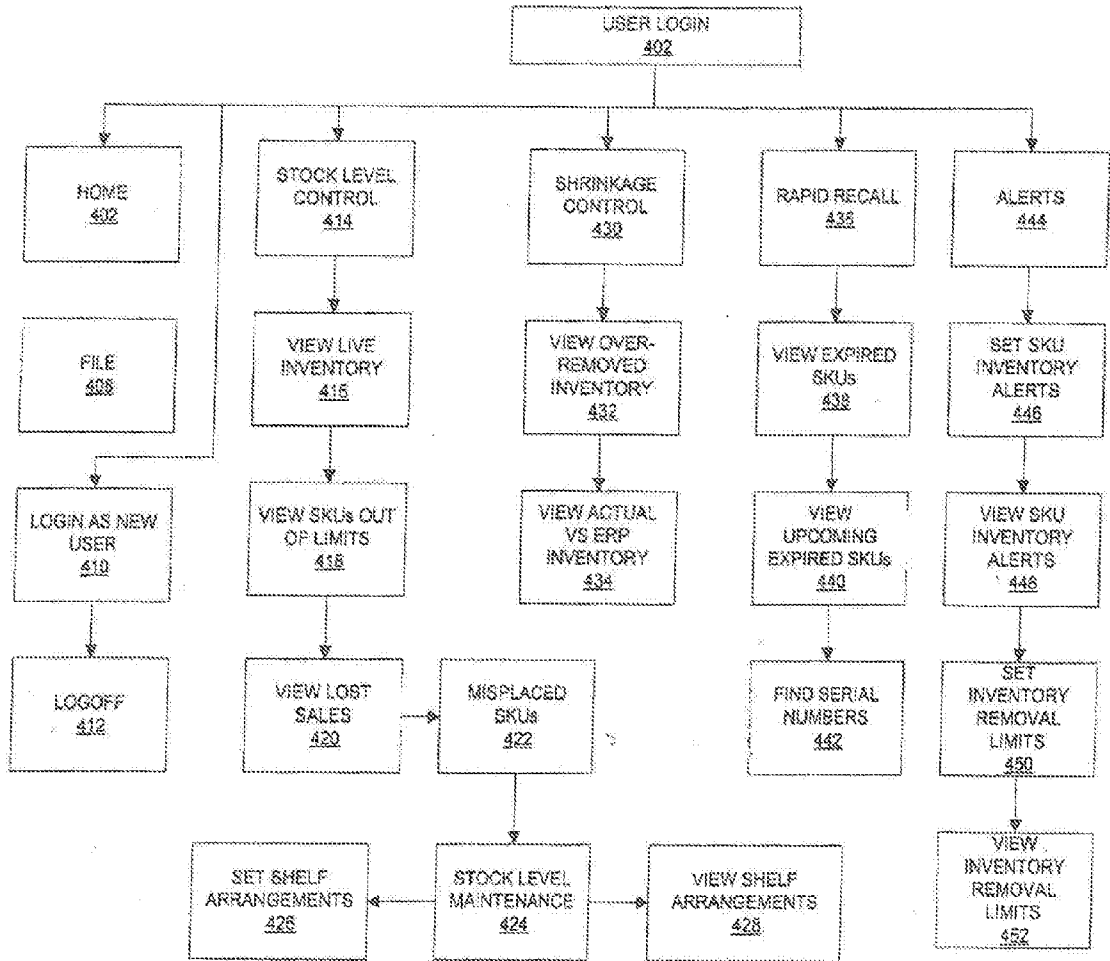 USER LOGIN
402
HOME
402
STOCK LEVEL
CONTROL
414
SHRINKAGE
CONTROL
430
RAPID RECALL
436
ALERTS
444
FILE
408
VIEW LIVE
INVENTORY
416
VIEW OVER-
REMOVED
INVENTORY
432
VIEW EXPIRED
SKUs
438
SET SKU
INVENTORY
ALERTS
446
LOGIN AS NEW
USER
410
VIEW SKUs OUT
OF LIMITS
418
VIEW ACTUAL
VS ERP
INVENTORY
434
VIEW
UPCOMING
EXPIRED SKUs
440
VIEW SKU
INVENTORY
ALERTS
448
LOGOFF
412
VIEW LOST
SALES
420
MISPLACED
SKUs
422
FIND SERIAL
NUMBERS
442
SET
INVENTORY
REMOVAL
LIMITS
450
SET SHELF
ARRANGEMENTS
426
STOCK LEVEL
MAINTENANCE
424
VIEW SHELF
ARRANGEMENTS
428
VIEW
INVENTORY
REMOVAL
LIMITS
452